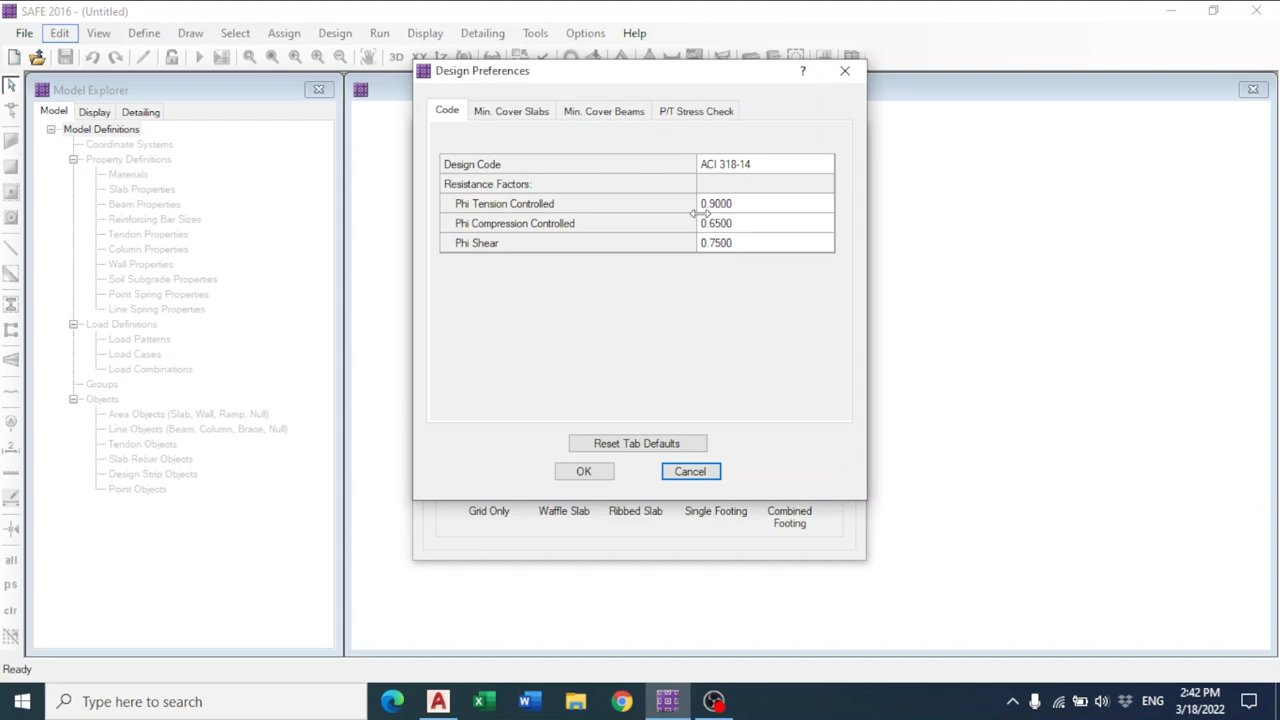 SAFE 2016 - (Untitled)
File Edit View Define Draw Select Assign Design Run Display Detailing Tools Options Help
3D
Model Explorer
Model Display Detailing
Model Definitions
Coordinate Systems
Property Definitions
Materials
Slab Properties
Beam Properties
Reinforcing Bar Sizes
Tendon Properties
Column Properties
Wall Properties
Soil Subgrade Properties
Point Spring Properties
Line Spring Properties
Load Definitions
Load Patterns
Load Cases
Load Combinations
Groups
Objects
Area Objects (Slab, Wall, Ramp, Null)
Line Objects (Beam, Column, Brace, Null)
Tendon Objects
Slab Rebar Objects
Design Strip Objects
Point Objects
all
ps
clr
Design Preferences
?
Code Min. Cover Slabs Min. Cover Beams P/T Stress Check
Design Code ACI 318-14
Resistance Factors:
Phi Tension Controlled 0.9000
Phi Compression Controlled 0.6500
Phi Shear 0.7500
Reset Tab Defaults
OK Cancel
Grid Only Waffle Slab Ribbed Slab Single Footing Combined
Footing
Ready
Type here to search
ENG
2:42 PM
3/18/2022